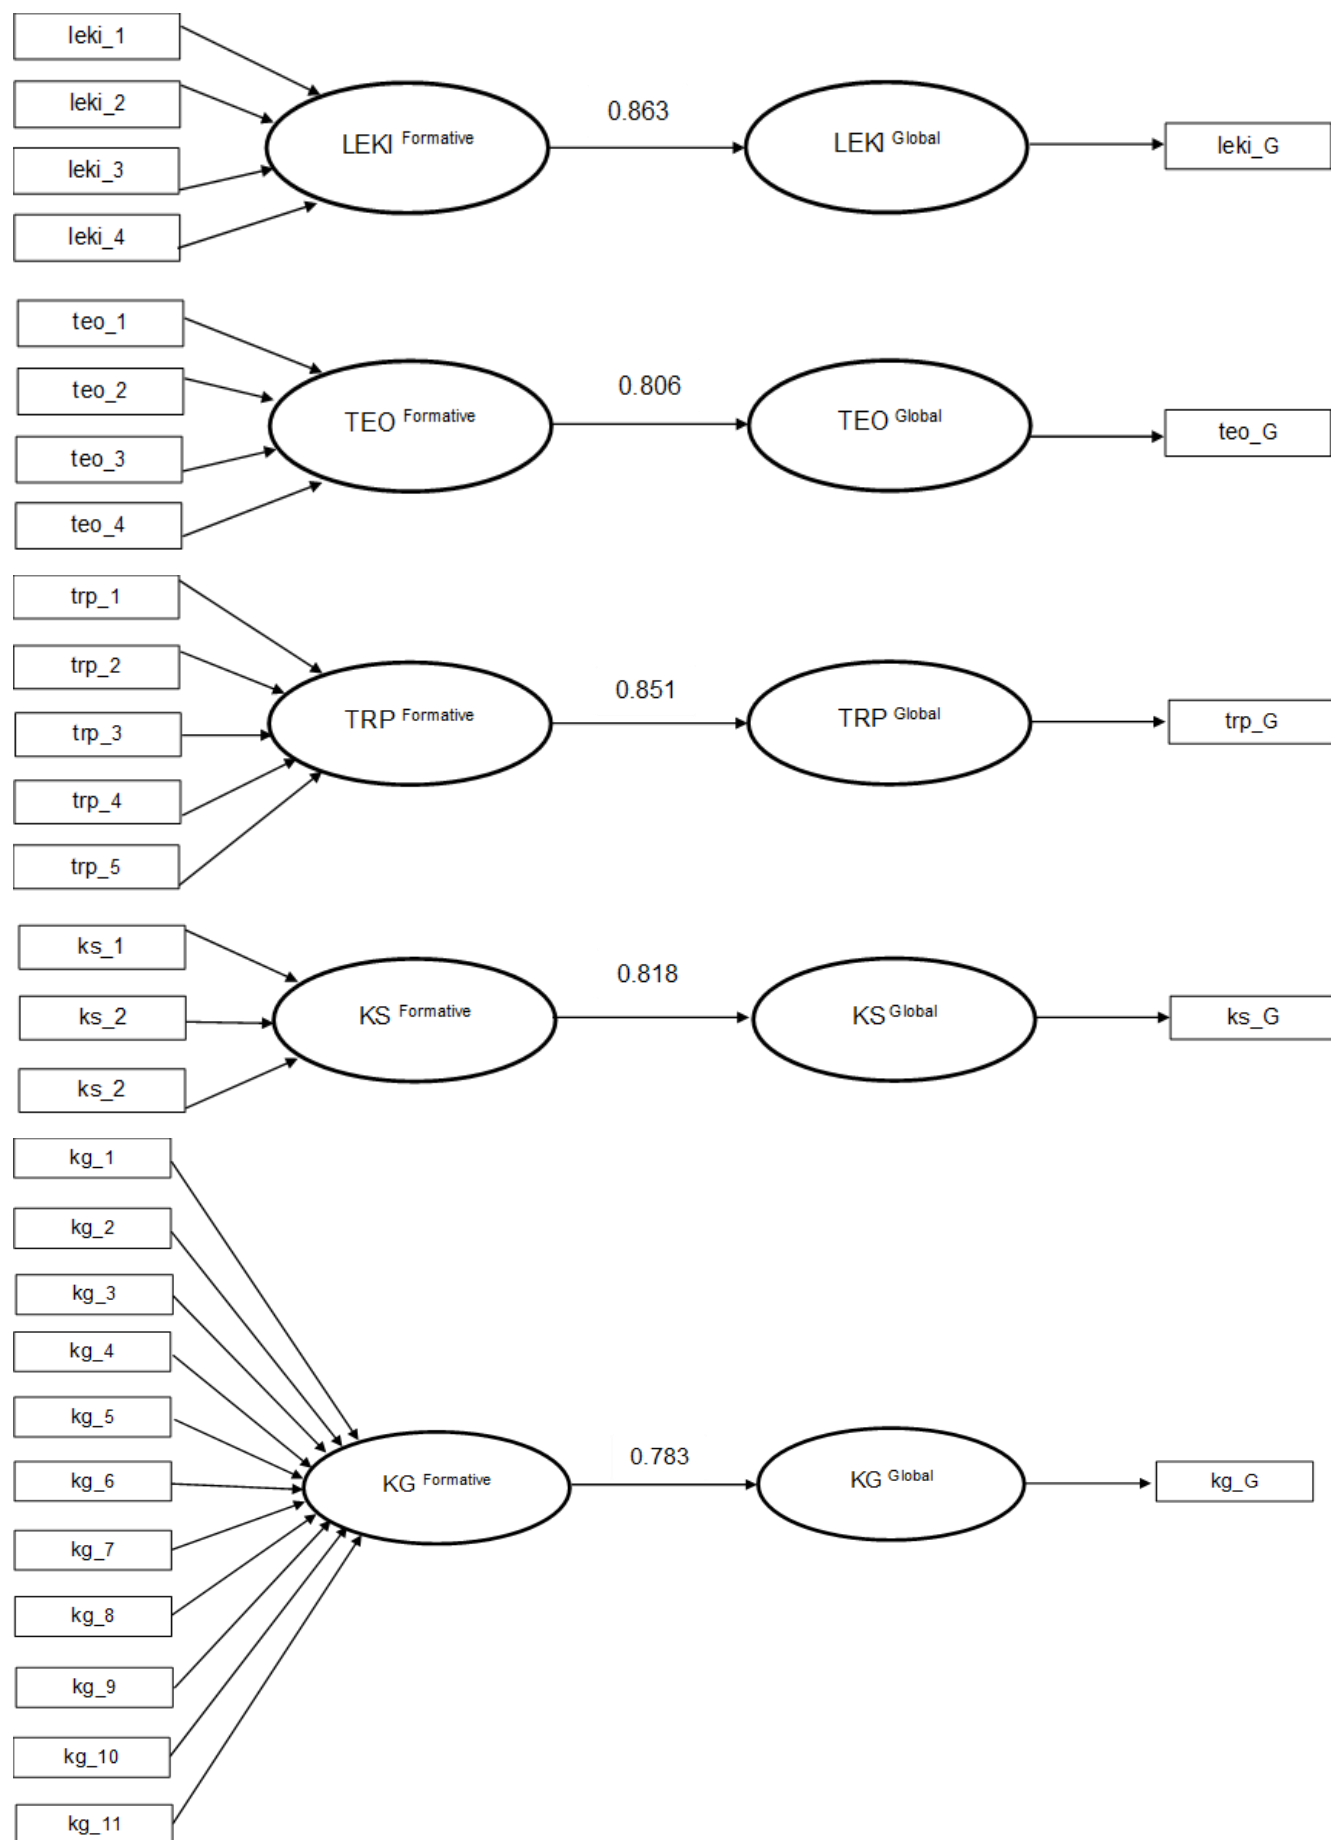 leki_1
leki_2
leki_3
leki_4
LEKI Formative
0.863
LEKI Global
leki_G
teo_1
teo_2
teo_3
teo_4
TEO Formative
0.806
TEO Global
teo_G
trp_1
trp_2
trp_3
trp_4
trp_5
TRP Formative
0.851
TRP Global
trp_G
ks_1
ks_2
ks_2
KS Formative
0.818
KS Global
ks_G
kg_1
kg_2
kg_3
kg_4
kg_5
kg_6
kg_7
kg_8
kg_9
kg_10
kg_11
KG Formative
0.783
KG Global
kg_G